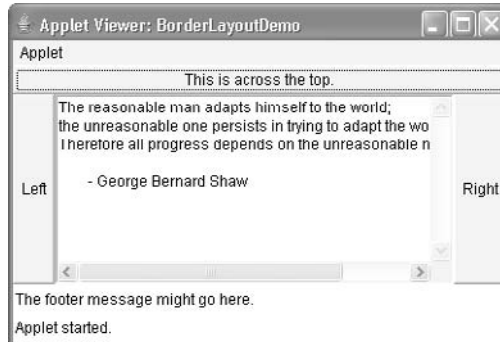 Applet Viewer: BorderLayoutDemo
Applet
This is across the top.
The reasonable man adapts himself to the world;
the unreasonable one persists in trying to adapt the wo
Therefore all progress depends on the unreasonable n
- George Bernard Shaw
Left
Right
The footer message might go here.
Applet started.